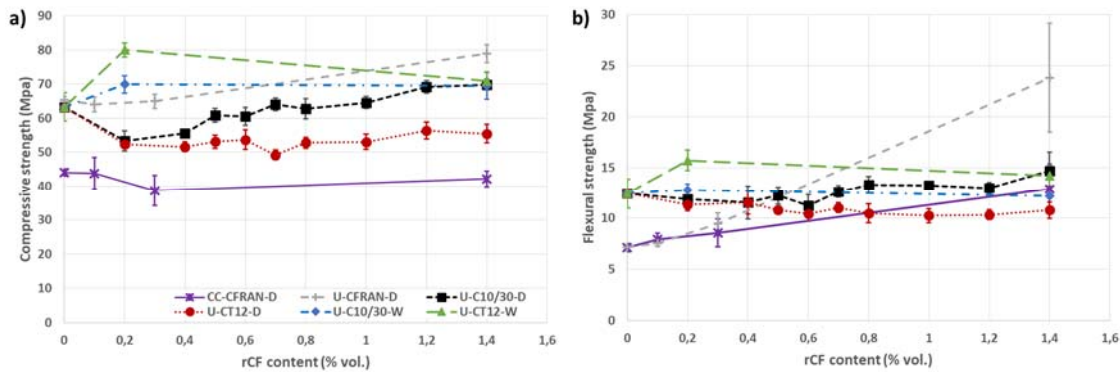 a)
Compressive strength (Mpa)
90
80
70
60
50
40
30
20
10
0
0 0,2 0,4 0,6 0,8 1 1,2 1,4 1,6
rCF content (% vol.)
CC-CFRAN-D U-CFRAN-D U-C10/30-D
U-CT12-D U-C10/30-W U-CT12-W
b)
Flexural strength (Mpa)
30
25
20
15
10
5
0
0 0,2 0,4 0,6 0,8 1 1,2 1,4 1,6
rCF content (% vol.)